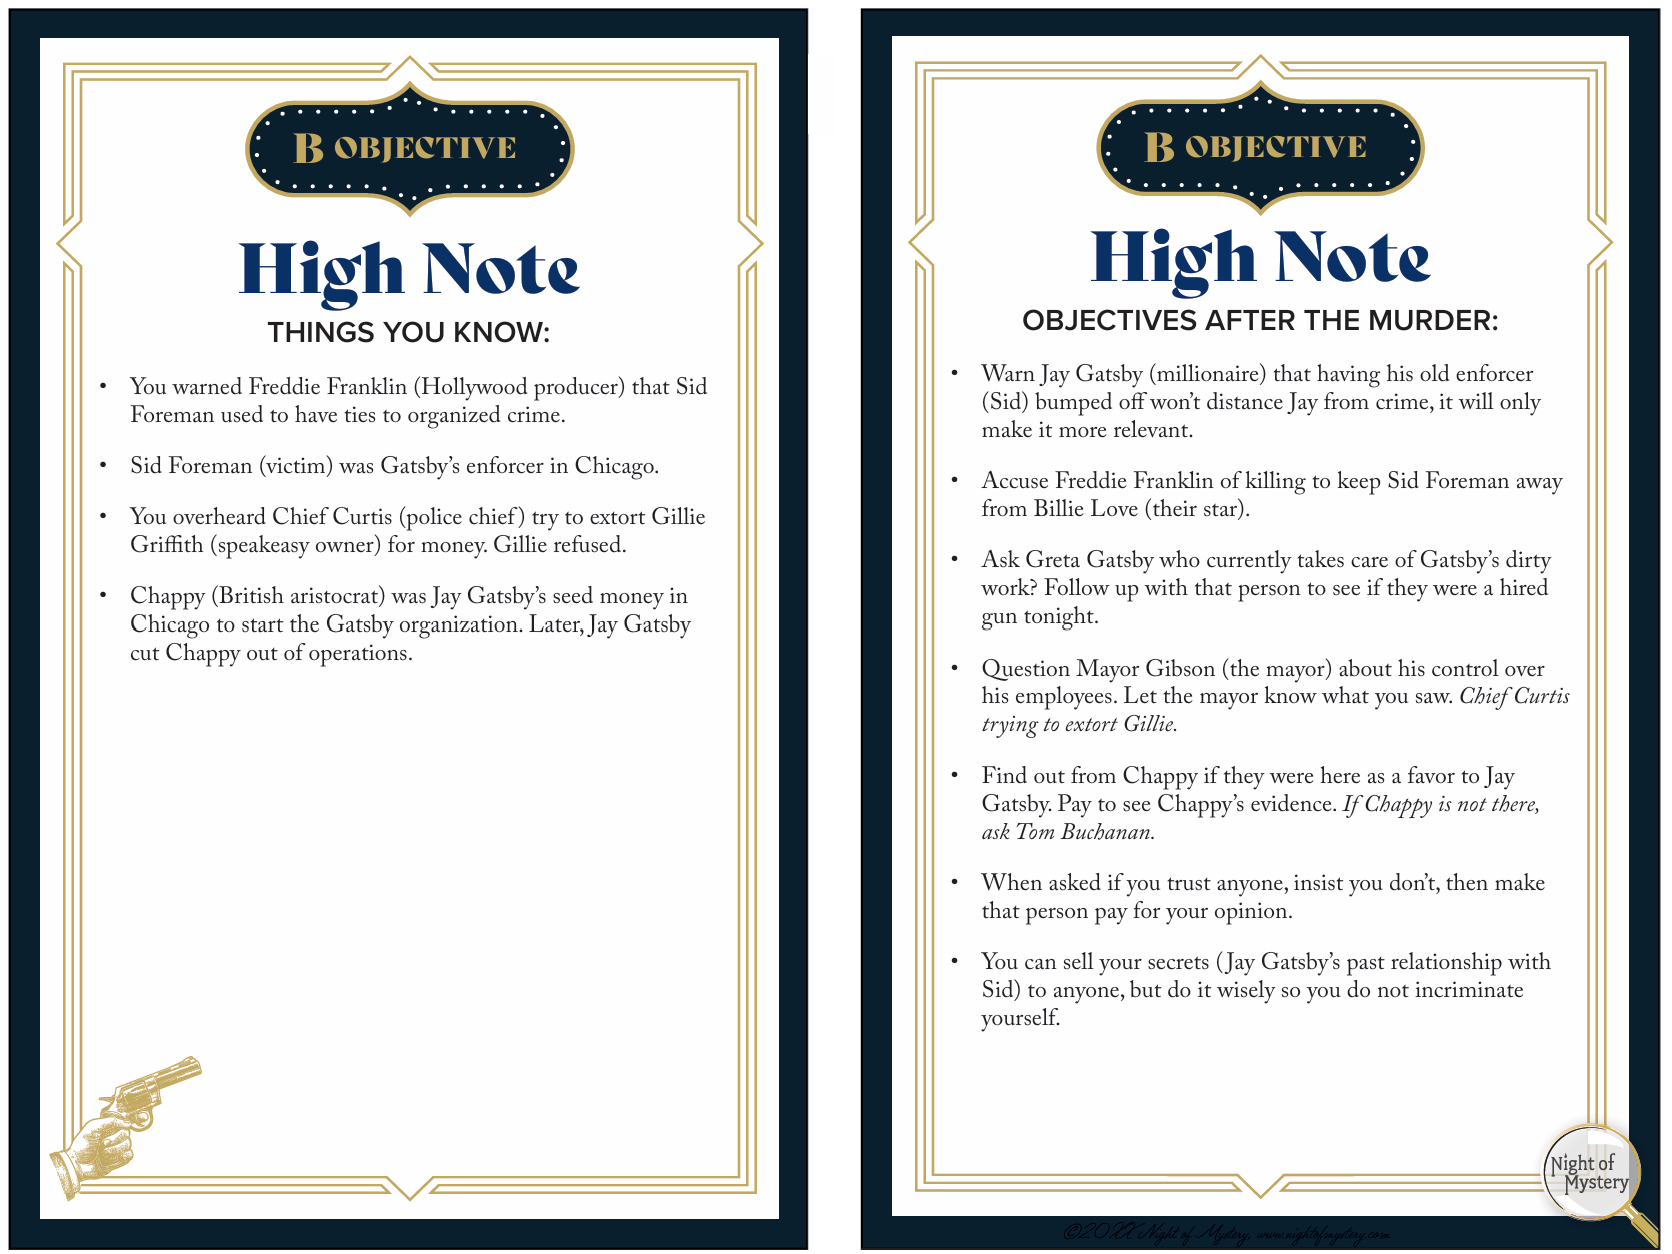 B OBJECTIVE
High Note
THINGS YOU KNOW:
• You warned Freddie Franklin (Hollywood producer) that Sid
Foreman used to have ties to organized crime.
• Sid Foreman (victim) was Gatsby’s enforcer in Chicago.
• You overheard Chief Curtis (police chief) try to extort Gillie
Griffith (speakeasy owner) for money. Gillie refused.
• Chappy (British aristocrat) was Jay Gatsby’s seed money in
Chicago to start the Gatsby organization. Later, Jay Gatsby
cut Chappy out of operations.
B OBJECTIVE
High Note
OBJECTIVES AFTER THE MURDER:
• Warn Jay Gatsby (millionaire) that having his old enforcer
(Sid) bumped off won’t distance Jay from crime, it will only
make it more relevant.
• Accuse Freddie Franklin of killing to keep Sid Foreman away
from Billie Love (their star).
• Ask Greta Gatsby who currently takes care of Gatsby’s dirty
work? Follow up with that person to see if they were a hired
gun tonight.
• Question Mayor Gibson (the mayor) about his control over
his employees. Let the mayor know what you saw. Chief Curtis
trying to extort Gillie.
• Find out from Chappy if they were here as a favor to Jay
Gatsby. Pay to see Chappy’s evidence. If Chappy is not there,
ask Tom Buchanan.
• When asked if you trust anyone, insist you don’t, then make
that person pay for your opinion.
• You can sell your secrets (Jay Gatsby’s past relationship with
Sid) to anyone, but do it wisely so you do not incriminate
yourself.
Night of
Mystery
©20XX Night of Mystery, www.nightofmystery.com